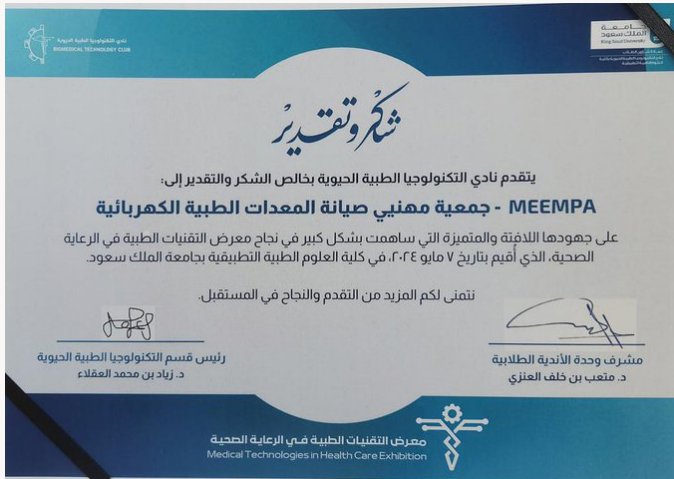 نادي التكنولوجيا الطبية الحيوية
BIOMEDICAL TECHNOLOGY CLUB
جامعة
الملك سعود
King Saud University
شكر وتقدير
يتقدم نادي التكنولوجيا الطبية الحيوية بخالص الشكر والتقدير إلى:
MEEMPA - جمعية مهنيي صيانة المعدات الطبية الكهربائية
على جهودها اللافتة والمتميزة التي ساهمت بشكل كبير في نجاح معرض التقنيات الطبية في الرعاية
الصحية، الذي أقيم بتاريخ ٧ مايو ٢٠٢٤، في كلية العلوم الطبية التطبيقية بجامعة الملك سعود.
نتمنى لكم المزيد من التقدم والنجاح في المستقبل.
رئيس قسم التكنولوجيا الطبية الحيوية
د. زياد بن محمد العقلاء
مشرف وحدة الأندية الطلابية
د. متعب بن خلف العنزي
معرض التقنيات الطبية في الرعاية الصحية
Medical Technologies in Health Care Exhibition